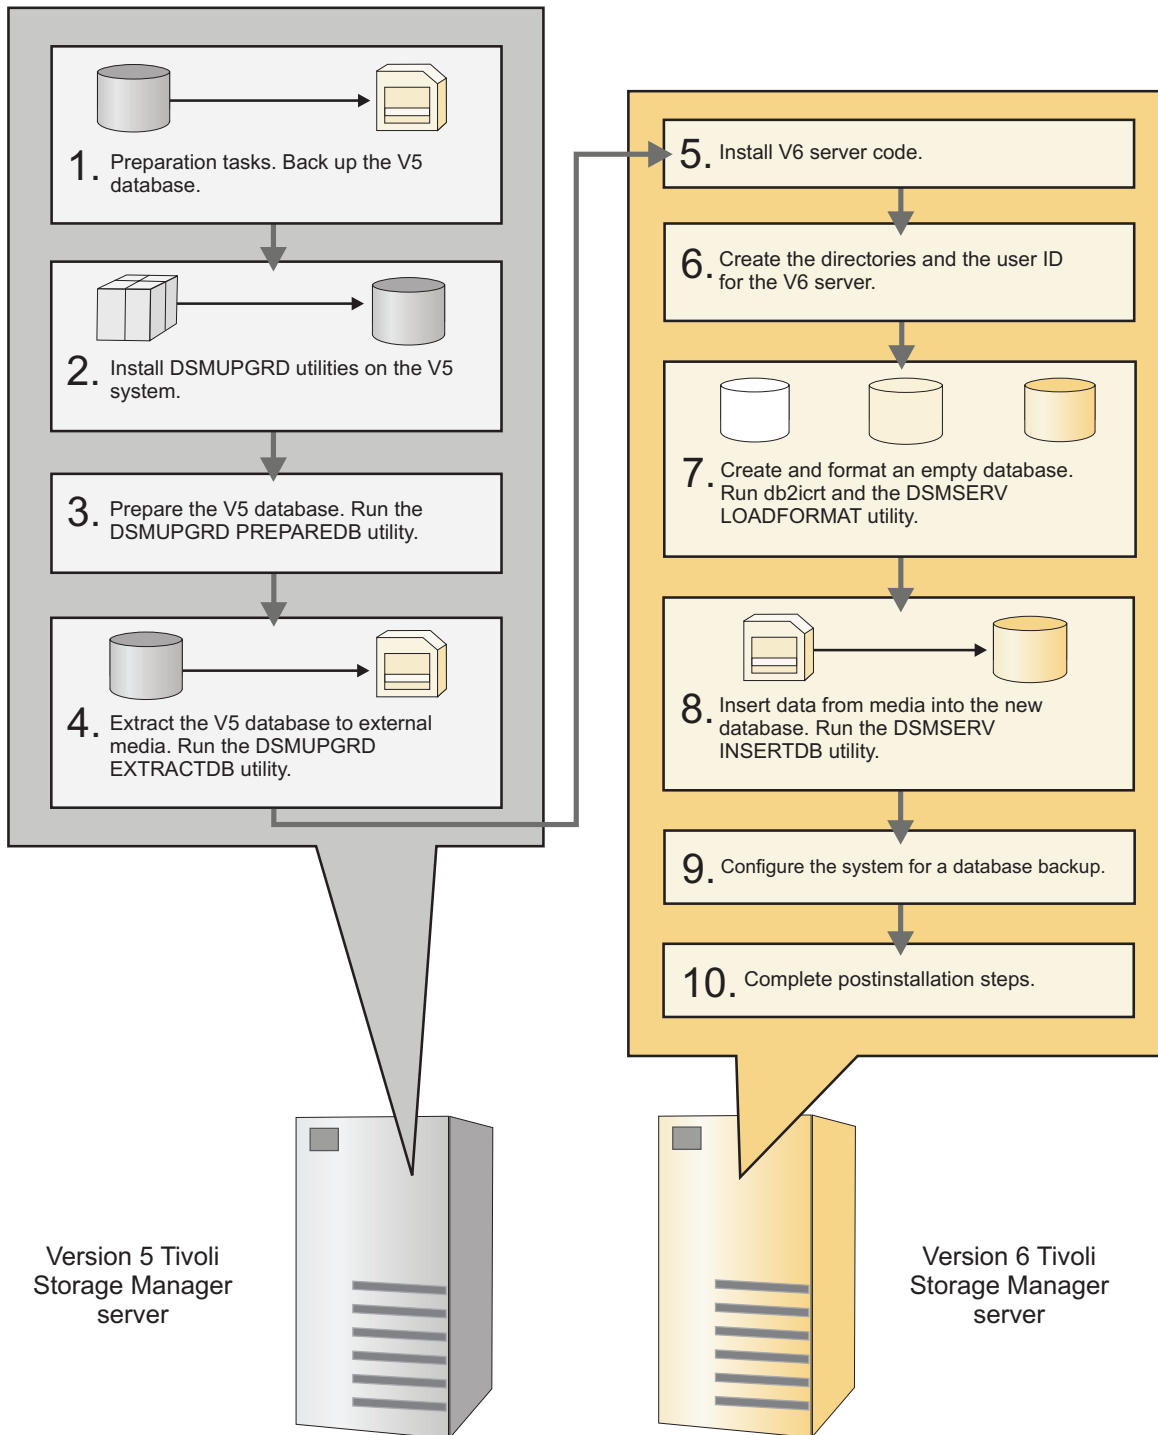 1. Preparation tasks. Back up the V5
database.
2. Install DSMUPGRD utilities on the V5
system.
3. Prepare the V5 database. Run the
DSMUPGRD PREPAREDB utility.
4. Extract the V5 database to external
media. Run the DSMUPGRD
EXTRACTDB utility.
5. Install V6 server code.
6. Create the directories and the user ID
for the V6 server.
7. Create and format an empty database.
Run db2icrt and the DSMSERV
LOADFORMAT utility.
8. Insert data from media into the new
database. Run the DSMSERV
INSERTDB utility.
9. Configure the system for a database backup.
10. Complete postinstallation steps.
Version 5 Tivoli
Storage Manager
server
Version 6 Tivoli
Storage Manager
server